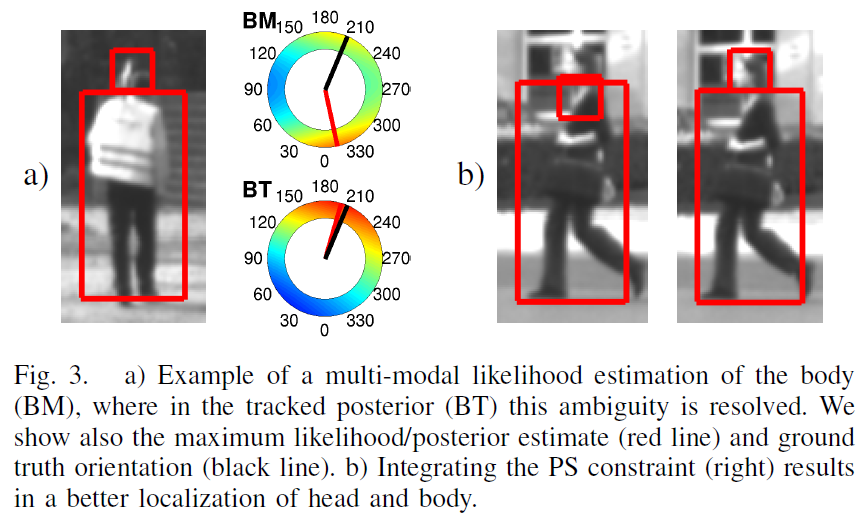 a)
BM
180
150
210
120
240
90
270
60
300
30
330
0
BT
180
150
210
120
240
90
270
60
300
30
330
0
b)
Fig. 3. a) Example of a multi-modal likelihood estimation of the body
(BM), where in the tracked posterior (BT) this ambiguity is resolved. We
show also the maximum likelihood/posterior estimate (red line) and ground
truth orientation (black line). b) Integrating the PS constraint (right) results
in a better localization of head and body.